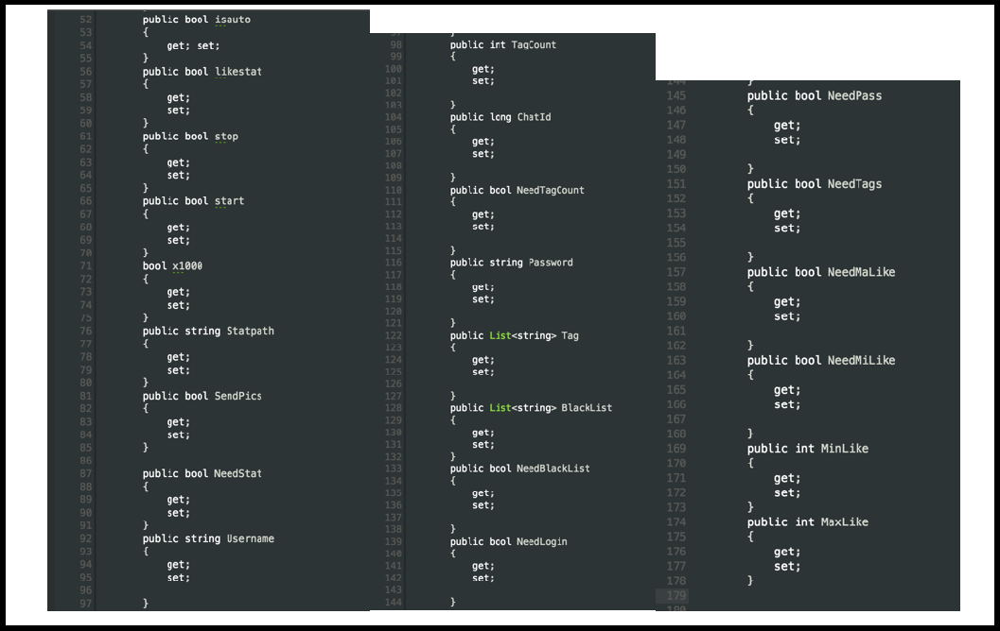 52 public bool isauto
53 {
54 get; set;
55 }
56 public bool likestat
57 {
58 get;
59 set;
60 }
61 public bool stop
62 {
63 get;
64 set;
65 }
66 public bool start
67 {
68 get;
69 set;
70 }
71 bool x1000
72 {
73 get;
74 set;
75 }
76 public string Statpath
77 {
78 get;
79 set;
80 }
81 public bool SendPics
82 {
83 get;
84 set;
85 }
86
87 public bool NeedStat
88 {
89 get;
90 set;
91 }
92 public string Username
93 {
94 get;
95 set;
96
97 }
98 public int TagCount
99 {
100 get;
101 set;
102
103 }
104 public long ChatId
105 {
106 get;
107 set;
108
109 }
110 public bool NeedTagCount
111 {
112 get;
113 set;
114
115 }
116 public string Password
117 {
118 get;
119 set;
120
121 }
122 public List<string> Tag
123 {
124 get;
125 set;
126
127 }
128 public List<string> BlackList
129 {
130 get;
131 set;
132 }
133 public bool NeedBlackList
134 {
135 get;
136 set;
137
138 }
139 public bool NeedLogin
140 {
141 get;
142 set;
143
144 }
144 }
145 public bool NeedPass
146 {
147 get;
148 set;
149
150 }
151 public bool NeedTags
152 {
153 get;
154 set;
155
156 }
157 public bool NeedMaLike
158 {
159 get;
160 set;
161
162 }
163 public bool NeedMiLike
164 {
165 get;
166 set;
167
168 }
169 public int MinLike
170 {
171 get;
172 set;
173 }
174 public int MaxLike
175 {
176 get;
177 set;
178 }
179